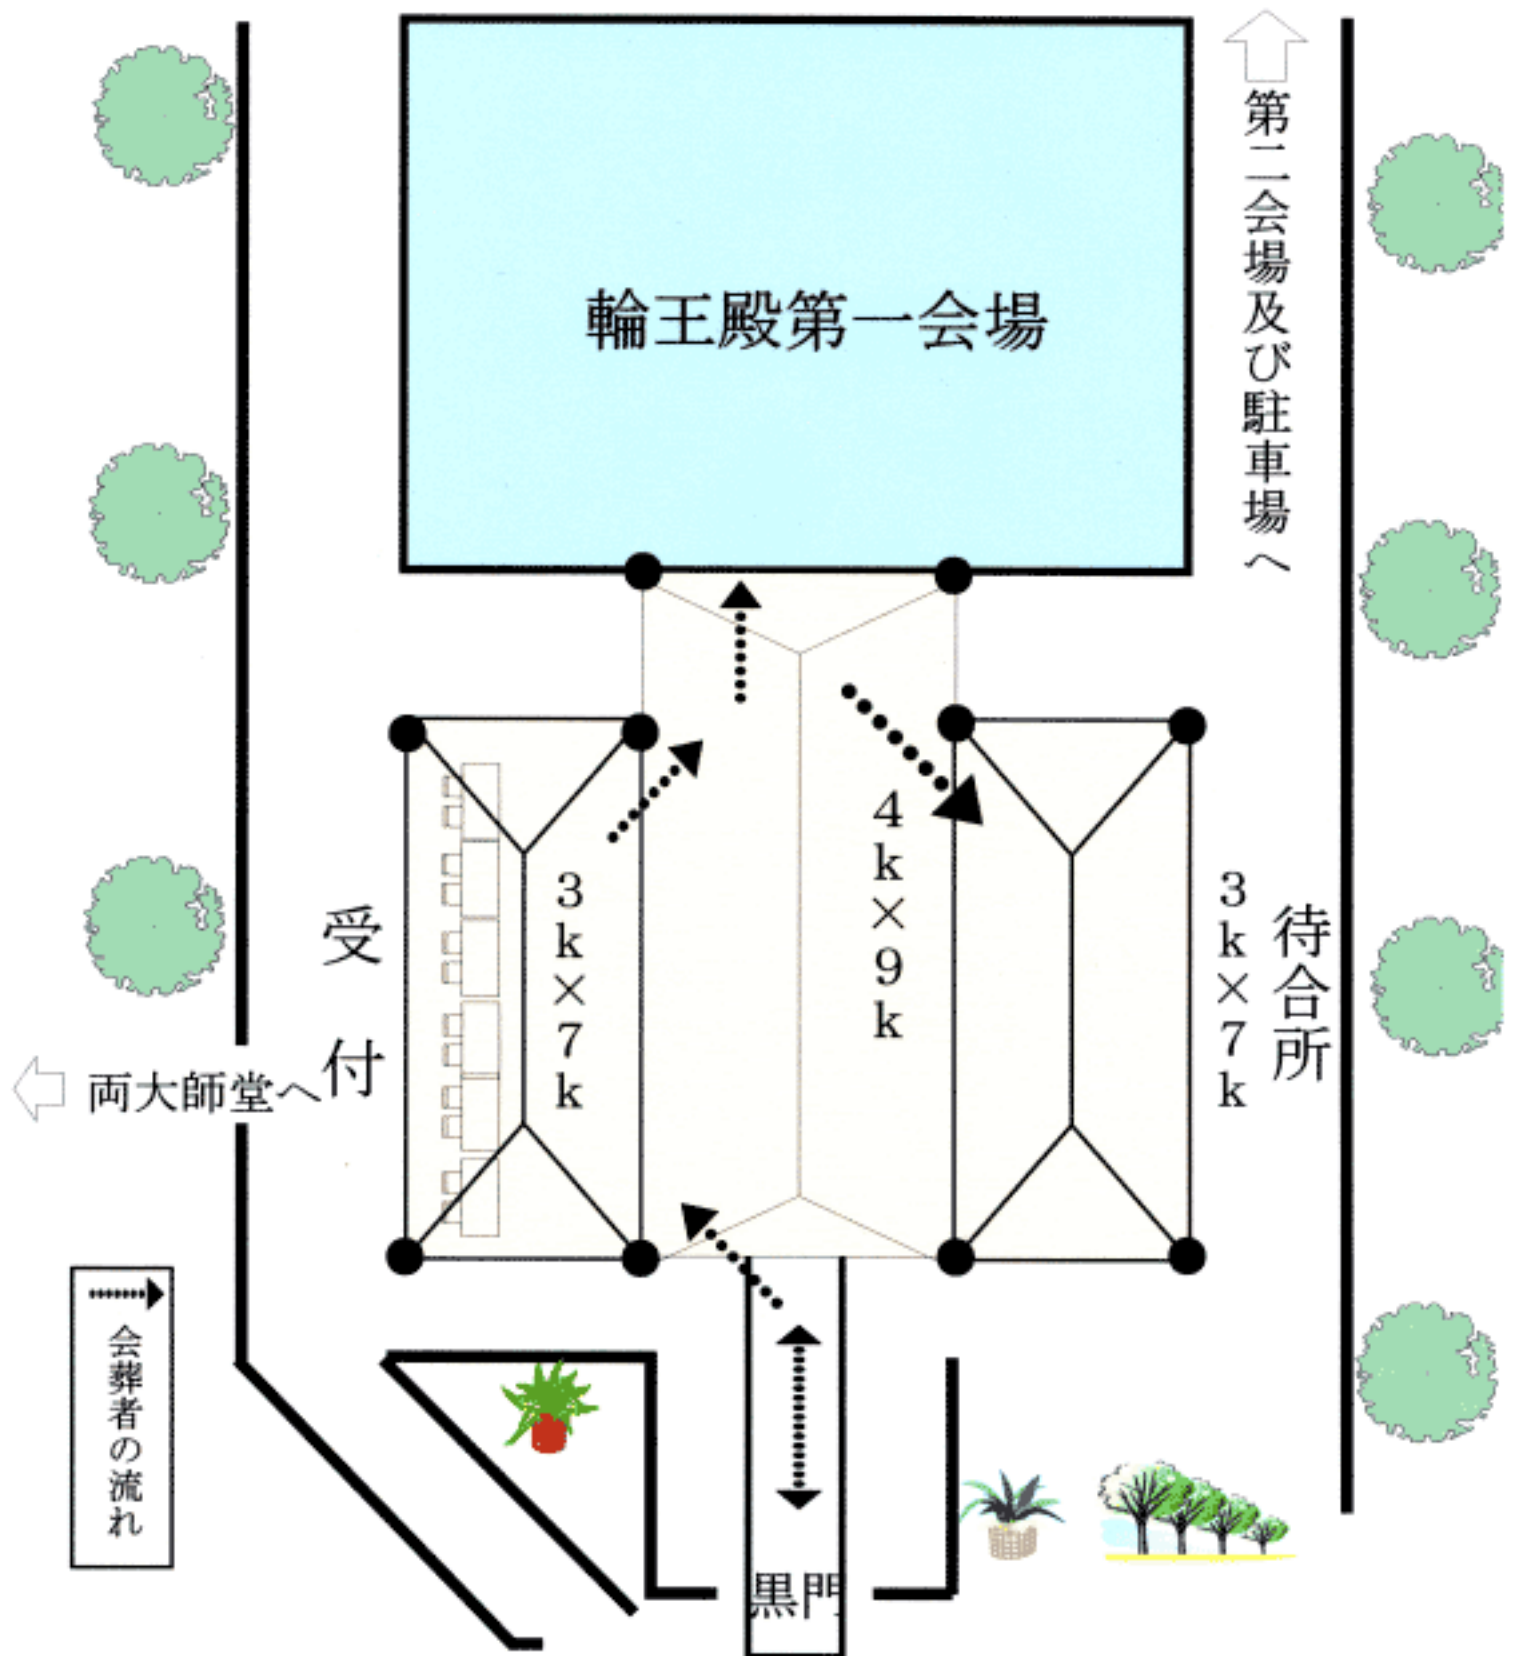 輪王殿第一会場
第二会場及び駐車場へ
受付
3k×7k
4k×9k
3k×7k
待合所
両大師堂へ
会葬者の流れ
黒門